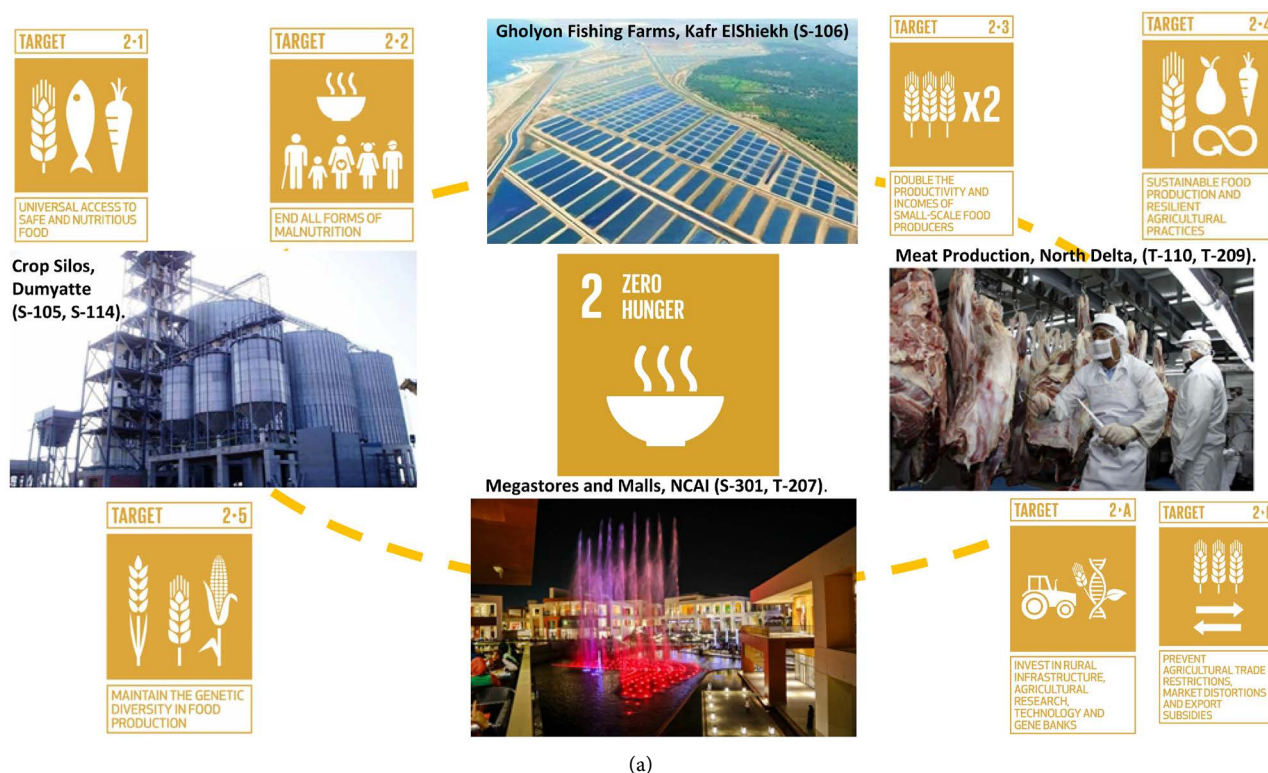 TARGET 2·1
UNIVERSAL ACCESS TO
SAFE AND NUTRITIOUS
FOOD
TARGET 2·2
END ALL FORMS OF
MALNUTRITION
Gholyon Fishing Farms, Kafr ElShiekh (S-106)
TARGET 2·3
x2
DOUBLE THE
PRODUCTIVITY AND
INCOMES OF
SMALL-SCALE FOOD
PRODUCERS
TARGET 2·4
SUSTAINABLE FOOD
PRODUCTION AND
RESILIENT
AGRICULTURAL
PRACTICES
Crop Silos,
Dumyatte
(S-105, S-114).
2 ZERO
HUNGER
Meat Production, North Delta, (T-110, T-209).
Megastores and Malls, NCAI (S-301, T-207).
TARGET 2·5
MAINTAIN THE GENETIC
DIVERSITY IN FOOD
PRODUCTION
TARGET 2·A
INVEST IN RURAL
INFRASTRUCTURE,
AGRICULTURAL
RESEARCH,
TECHNOLOGY AND
GENE BANKS
TARGET 2·
PREVENT
AGRICULTURAL TRADE
RESTRICTIONS,
MARKET DISTORTIONS
AND EXPORT
SUBSIDIES
(a)